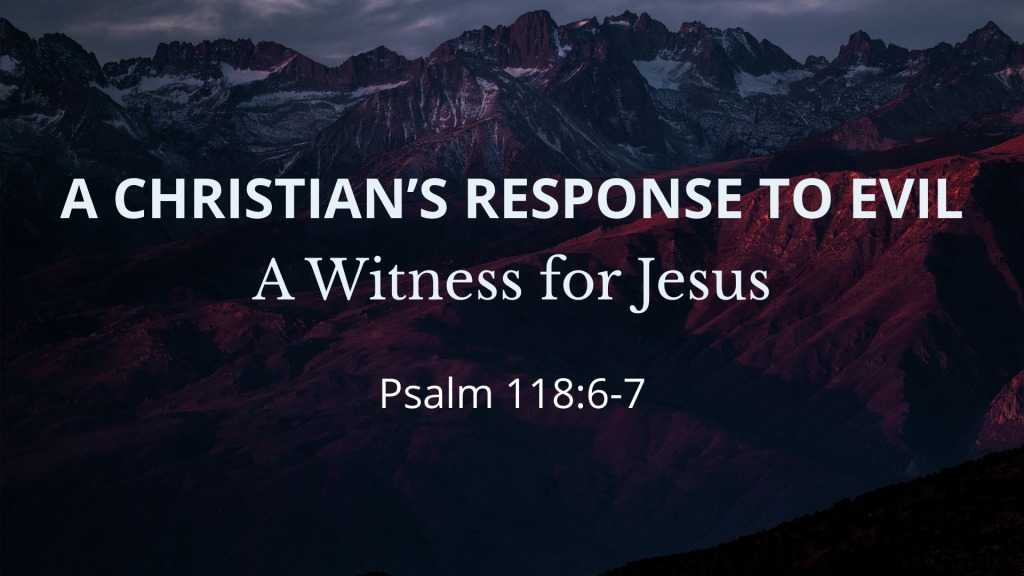 A CHRISTIAN’S RESPONSE TO EVIL
A Witness for Jesus
Psalm 118:6-7